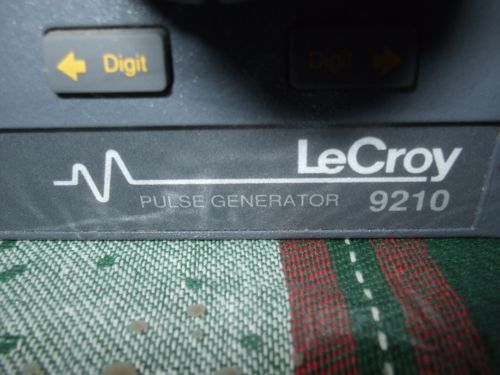 Digit Digit
LeCroy
PULSE GENERATOR 9210